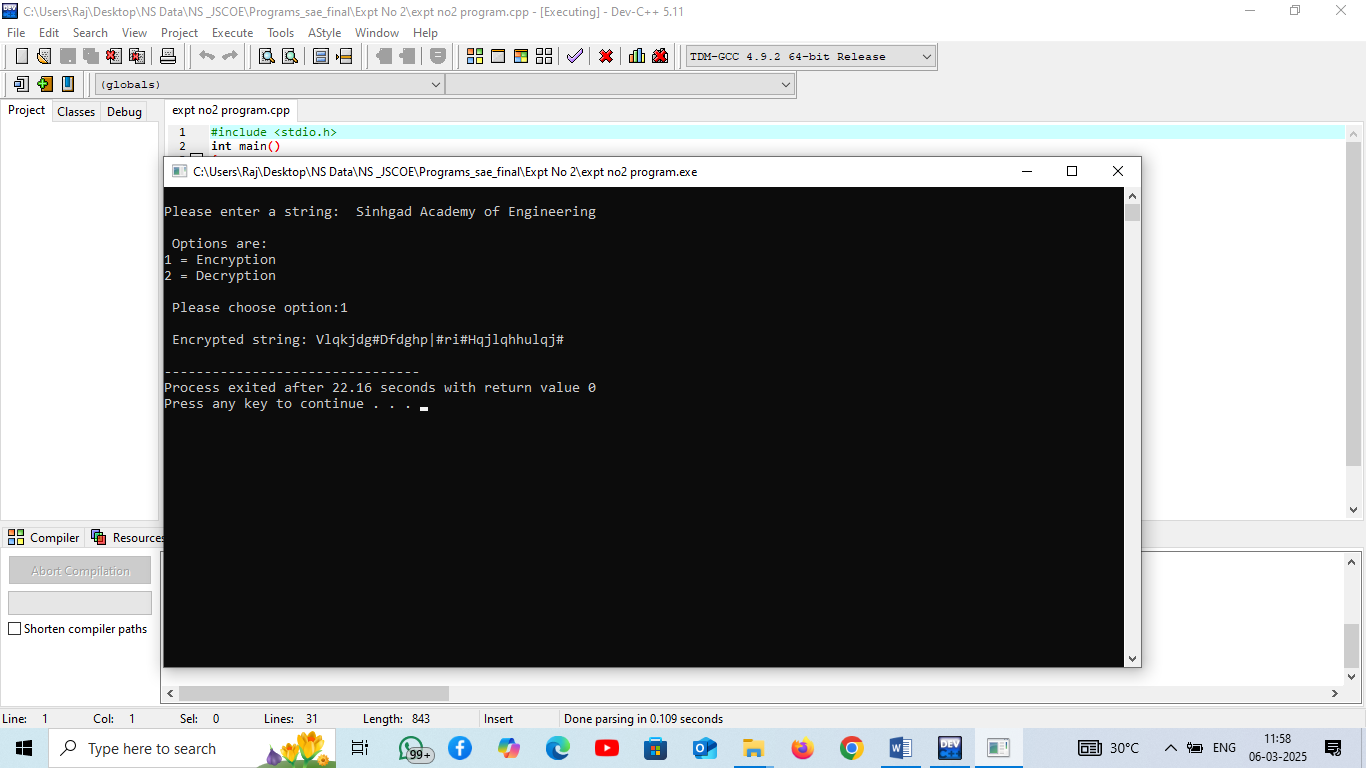 C:\Users\Raj\Desktop\NS Data\NS _JSCOE\Programs_sae_final\Expt No 2\expt no2 program.cpp - [Executing] - Dev-C++ 5.11
File Edit Search View Project Execute Tools AStyle Window Help
TDM-GCC 4.9.2 64-bit Release
(globals)
Project Classes Debug
expt no2 program.cpp
1 #include <stdio.h>
2 int main()
C:\Users\Raj\Desktop\NS Data\NS _JSCOE\Programs_sae_final\Expt No 2\expt no2 program.exe
Please enter a string:  Sinhgad Academy of Engineering
Options are:
1 = Encryption
2 = Decryption
Please choose option:1
Encrypted string: Vlqkjdg#Dfdghp|#ri#Hqjlqhhulqj#
--------------------------------
Process exited after 22.16 seconds with return value 0
Press any key to continue . . .
Compiler Resources
Abort Compilation
Shorten compiler paths
Line: 1 Col: 1 Sel: 0 Lines: 31 Length: 843 Insert Done parsing in 0.109 seconds
Type here to search
99+
DEV
30°C
ENG
11:58
06-03-2025